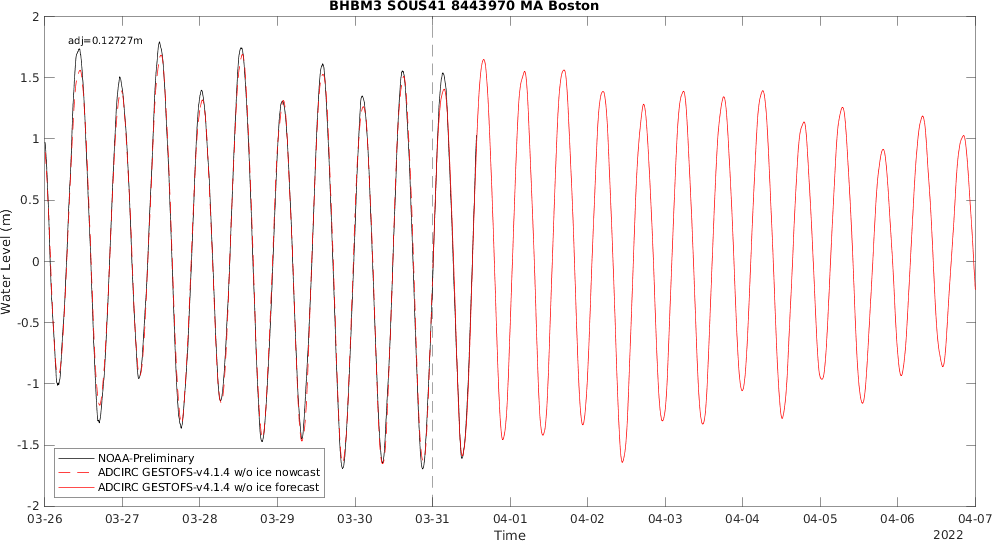 BHBM3 SOUS41 8443970 MA Boston
adj=0.12727m
2
1.5
1
0.5
0
-0.5
-1
-1.5
-2
Water Level (m)
NOAA-Preliminary
ADCIRC GESTOFS-v4.1.4 w/o ice nowcast
ADCIRC GESTOFS-v4.1.4 w/o ice forecast
03-26 03-27 03-28 03-29 03-30 03-31 04-01 04-02 04-03 04-04 04-05 04-06 04-07
Time
2022